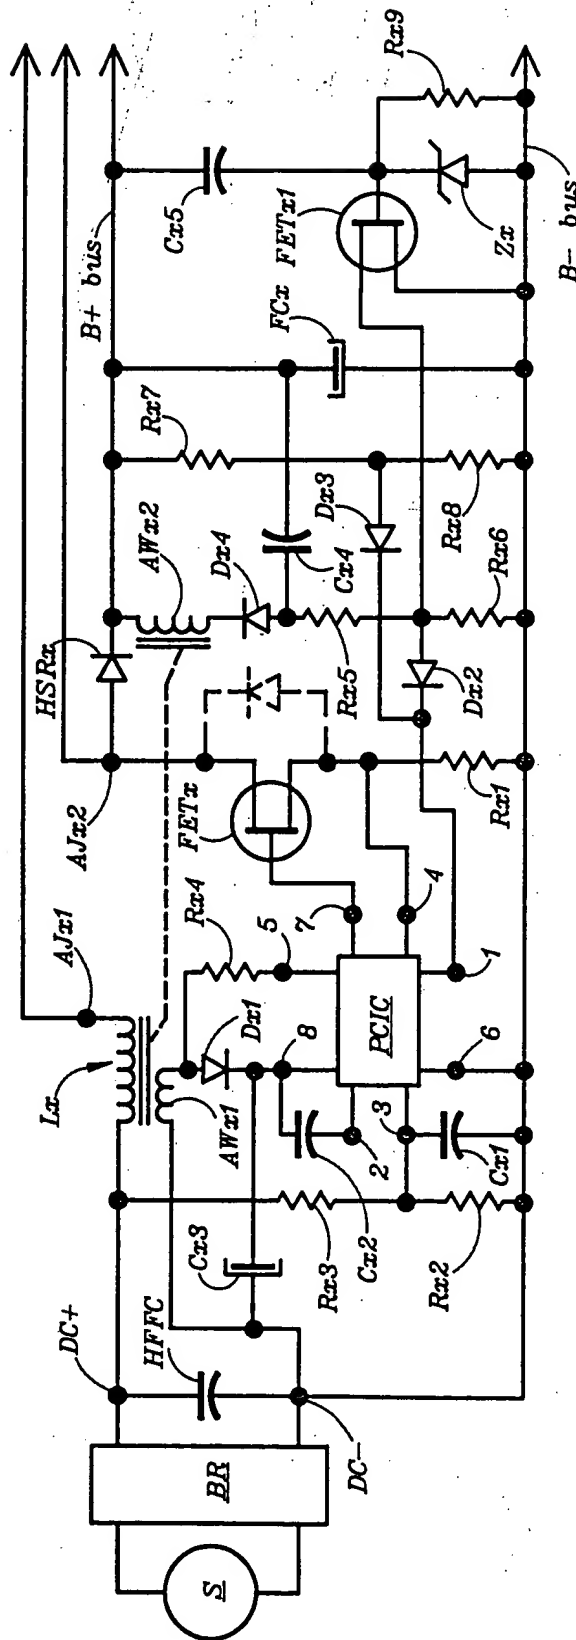 S
BR
DC+
HFFC
DC-
Lx
AJx1
AWx1
Cx3
Dx1
Rx4
5
8
Rx3
Cx2
2
3
Rx2
Cx1
PCIC
7
4
6
1
AJx2
HSRx
FETx
AWx2
Dx4
Rx5
Cx4
Rx7
Dx3
Rx1
Dx2
Rx6
Rx8
B+ bus
FCx
Cx5
FETx1
Zx
Rx9
B- bus